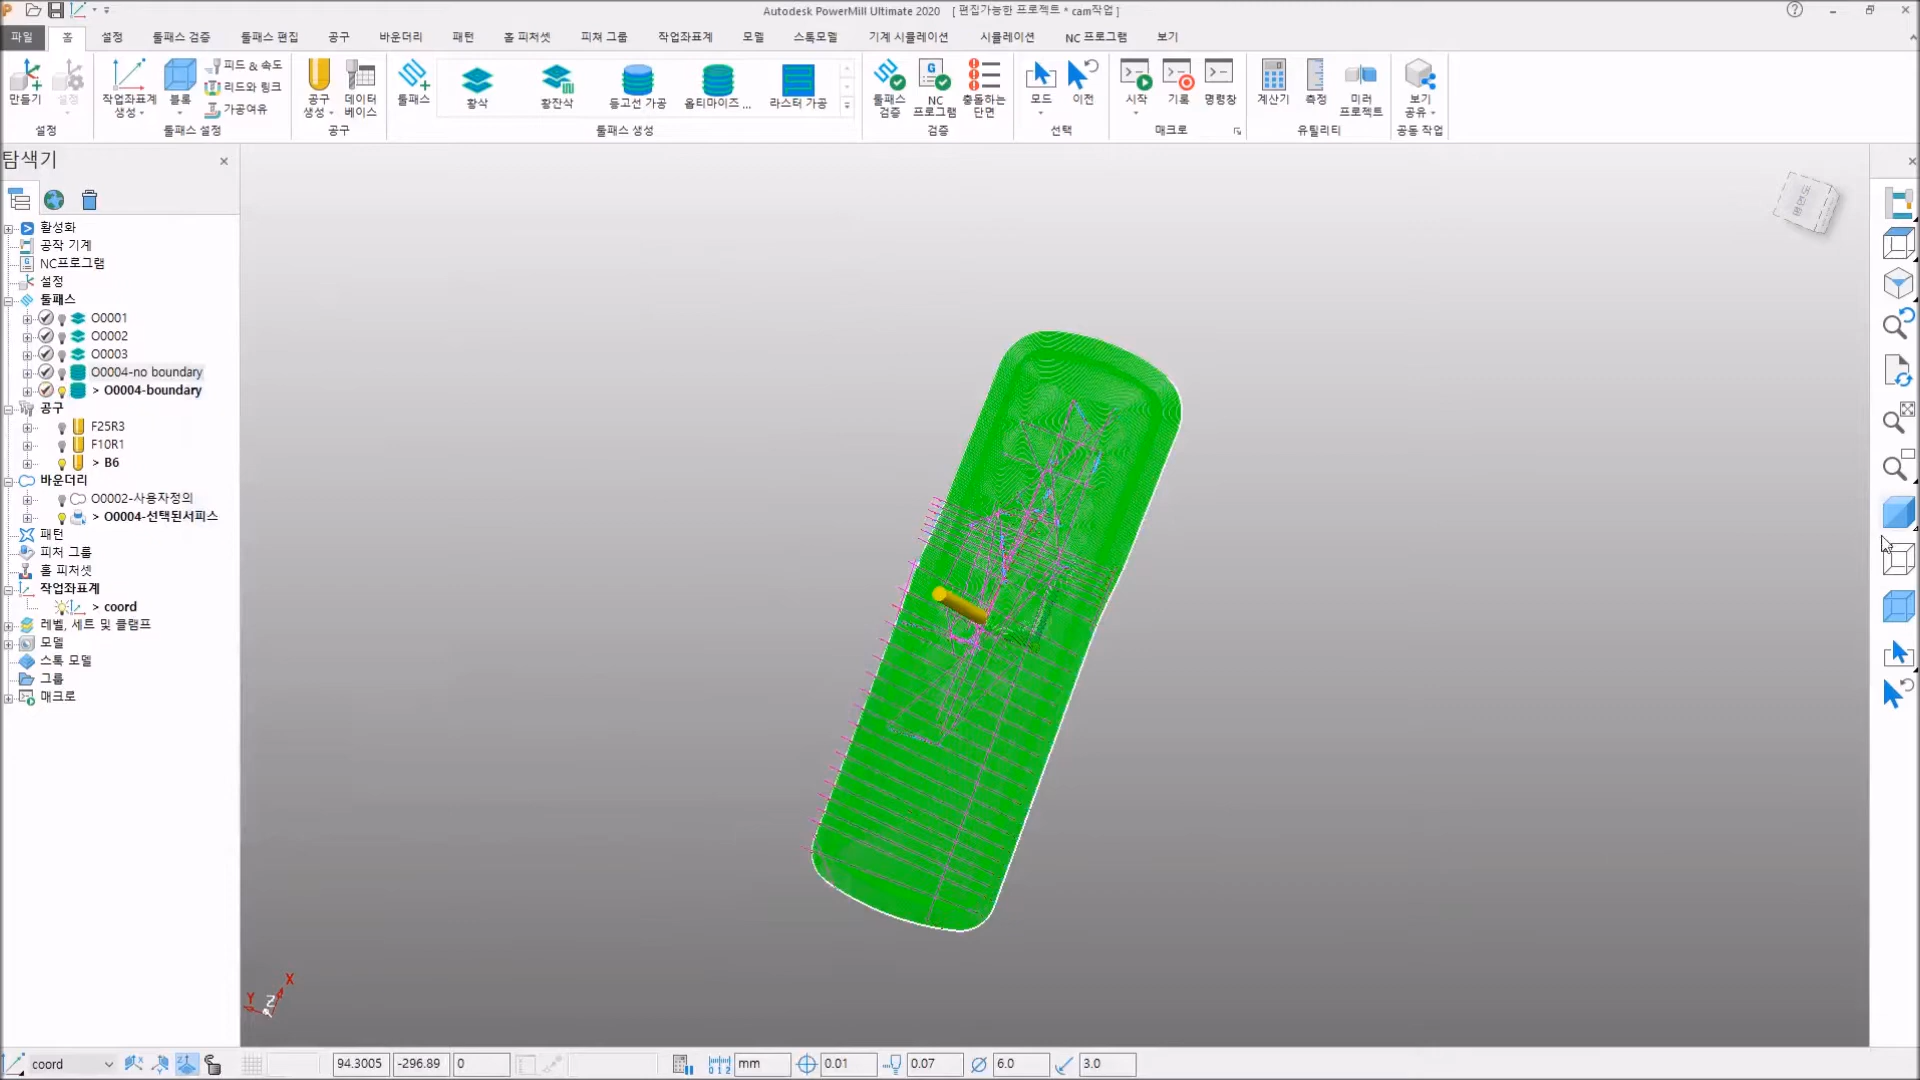 Autodesk PowerMill Ultimate 2020 [ 편집가능한 프로젝트 * cam작업 ]
파일 홈 설정 툴패스 검증 툴패스 편집 공구 바운더리 패턴 홀 피처셋 피쳐 그룹 작업좌표계 모델 스톡모델 기계 시뮬레이션 시뮬레이션 NC 프로그램 보기
만들기 설정
설정
작업좌표계 생성
블록
피드 & 속도
리드와 링크
가공여유
툴패스 설정
공구 생성
데이터 베이스
공구
툴패스
황삭
황잔삭
등고선 가공
옵티마이즈 ...
라스터 가공
툴패스 생성
툴패스 검증
NC 프로그램
충돌하는 단면
검증
모드
이전
선택
시작
기록
명령창
매크로
계산기
측정
미러 프로젝트
유틸리티
보기 공유
공동 작업
탐색기
활성화
공작 기계
NC프로그램
설정
툴패스
O0001
O0002
O0003
O0004-no boundary
> O0004-boundary
공구
F25R3
F10R1
> B6
바운더리
O0002-사용자정의
> O0004-선택된서피스
패턴
피처 그룹
홀 피처셋
작업좌표계
> coord
레벨, 세트 및 클램프
모델
스톡 모델
그룹
매크로
X
Y
Z
coord 94.3005 -296.89 0 mm 0.01 0.07 6.0 3.0